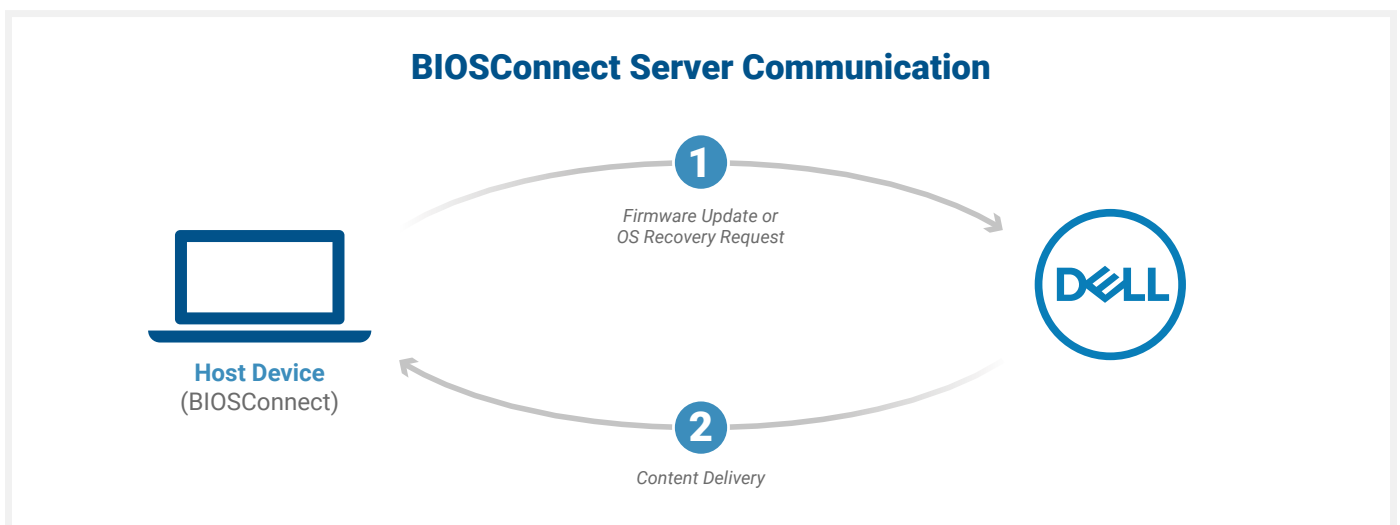 BIOSConnect Server Communication
1
Firmware Update or
OS Recovery Request
DELL
Host Device
(BIOSConnect)
2
Content Delivery